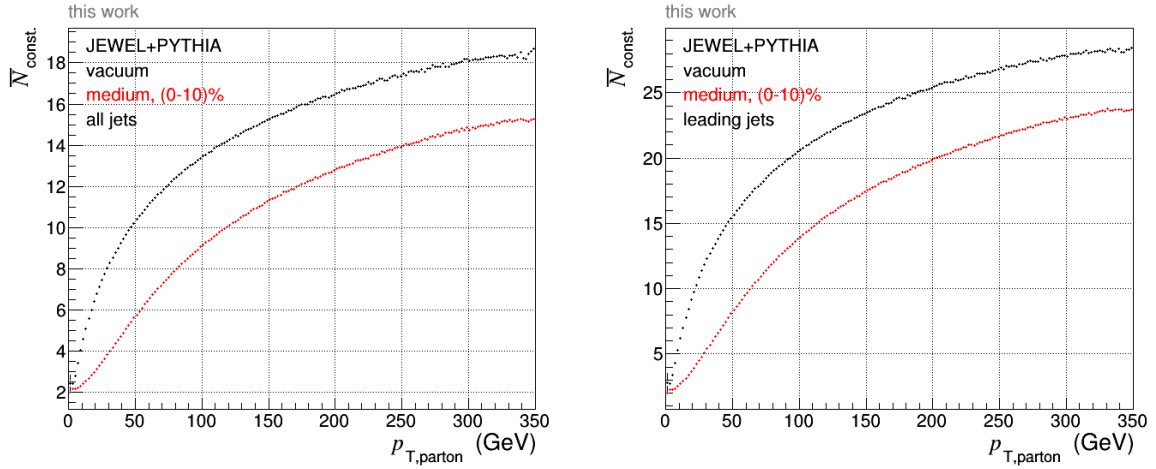 this work
JEWEL+PYTHIA
vacuum
medium, (0-10)%
all jets
N̅const.
18
16
14
12
10
8
6
4
2
0 50 100 150 200 250 300 350
pT,parton (GeV)
this work
JEWEL+PYTHIA
vacuum
medium, (0-10)%
leading jets
N̅const.
25
20
15
10
5
0 50 100 150 200 250 300 350
pT,parton (GeV)